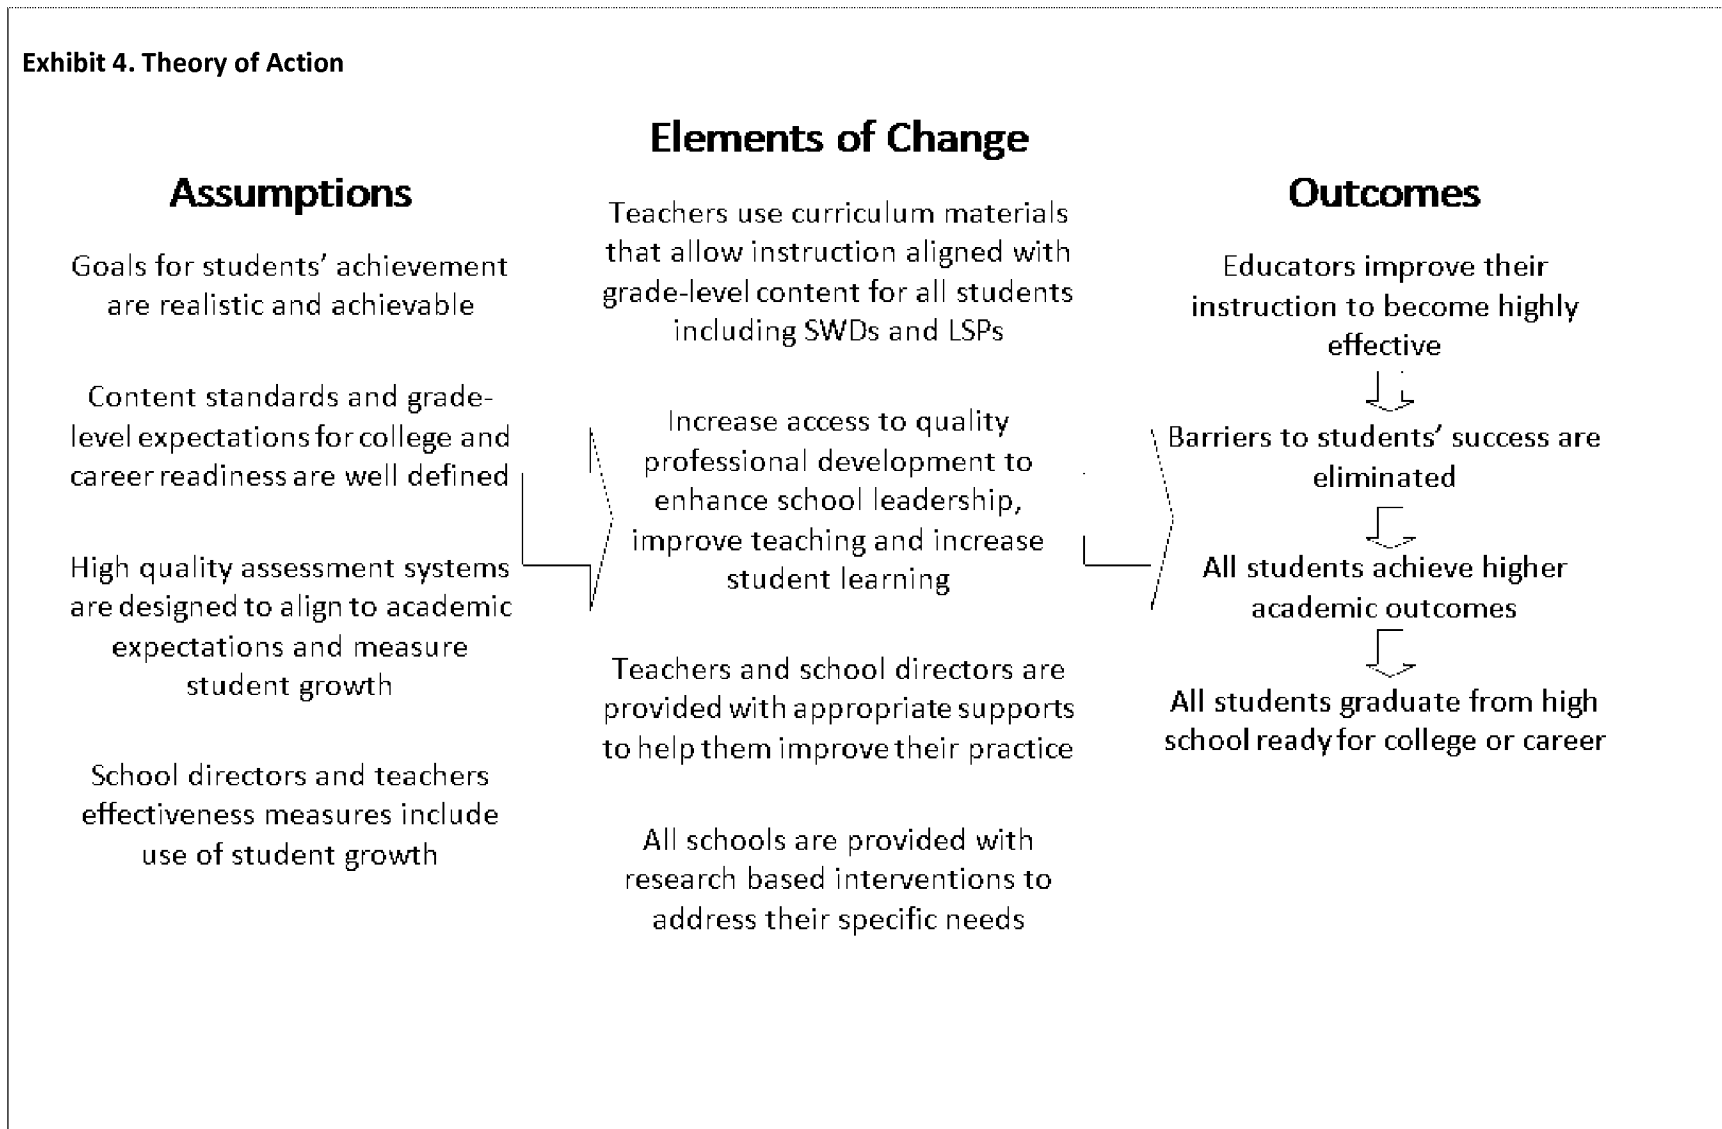 Exhibit 4. Theory of Action
Assumptions
Goals for students’ achievement
are realistic and achievable
Content standards and grade-
level expectations for college and
career readiness are well defined
High quality assessment systems
are designed to align to academic
expectations and measure
student growth
School directors and teachers
effectiveness measures include
use of student growth
Elements of Change
Teachers use curriculum materials
that allow instruction aligned with
grade-level content for all students
including SWDs and LSPs
Increase access to quality
professional development to
enhance school leadership,
improve teaching and increase
student learning
Teachers and school directors are
provided with appropriate supports
to help them improve their practice
All schools are provided with
research based interventions to
address their specific needs
Outcomes
Educators improve their
instruction to become highly
effective
Barriers to students’ success are
eliminated
All students achieve higher
academic outcomes
All students graduate from high
school ready for college or career